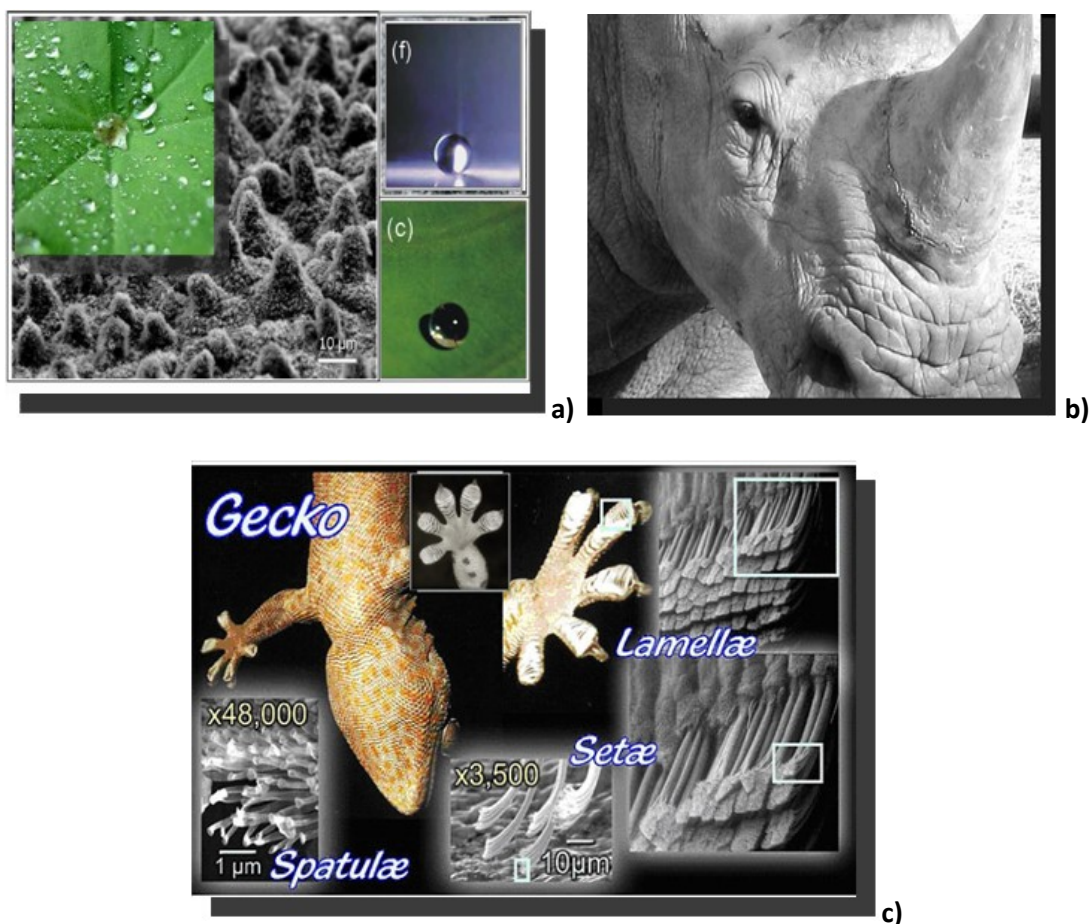 (f)
(c)
10 µm
a)
b)
Gecko
Lamellæ
x48,000
Setæ
x3,500
10µm
1 µm
Spatulæ
c)